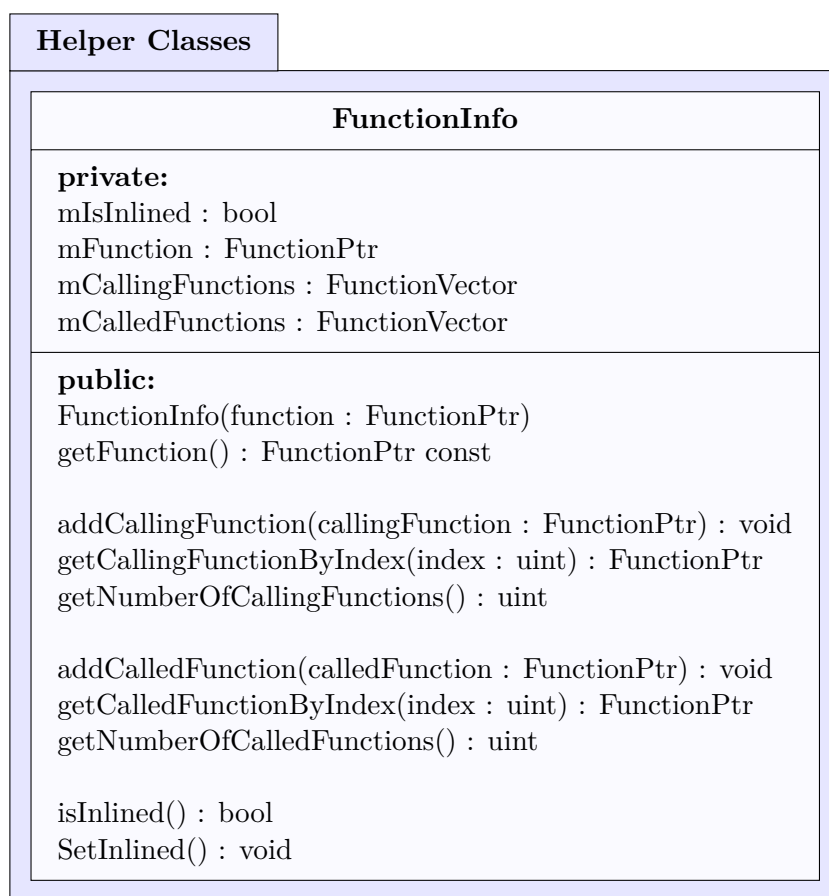 Helper Classes
FunctionInfo
private:
mIsInlined : bool
mFunction : FunctionPtr
mCallingFunctions : FunctionVector
mCalledFunctions : FunctionVector
public:
FunctionInfo(function : FunctionPtr)
getFunction() : FunctionPtr const
addCallingFunction(callingFunction : FunctionPtr) : void
getCallingFunctionByIndex(index : uint) : FunctionPtr
getNumberOfCallingFunctions() : uint
addCalledFunction(calledFunction : FunctionPtr) : void
getCalledFunctionByIndex(index : uint) : FunctionPtr
getNumberOfCalledFunctions() : uint
isInlined() : bool
SetInlined() : void